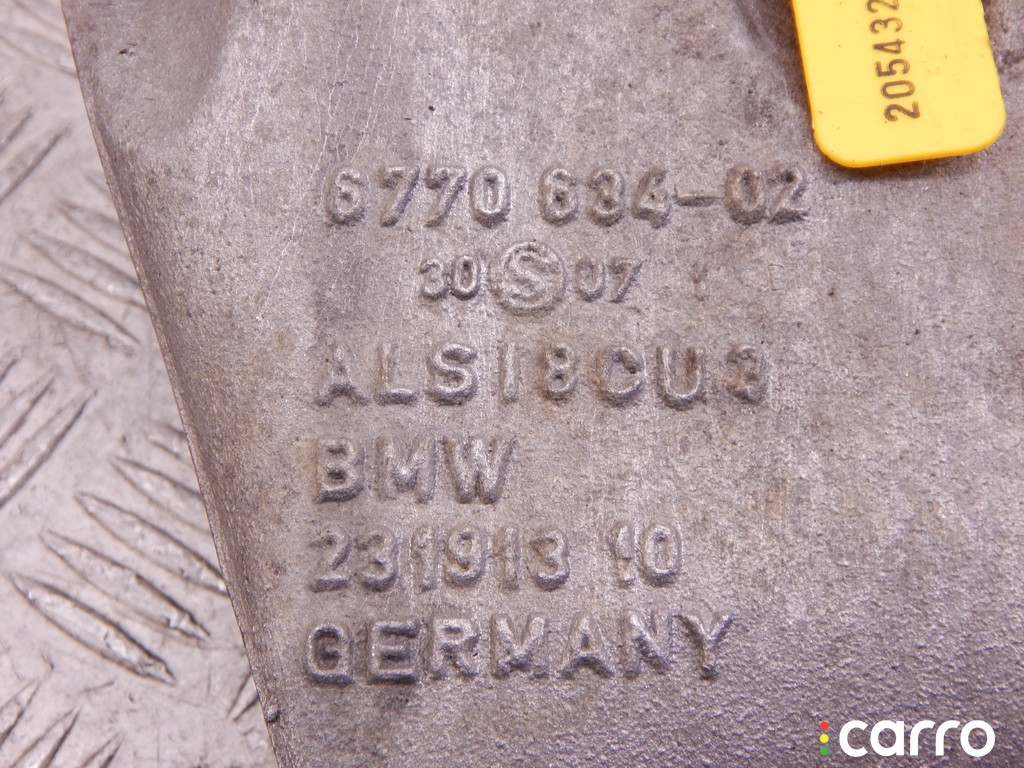 205432
6770 634-02
30 S 07
ALSI8CU3
BMW
231913 10
GERMANY
carro